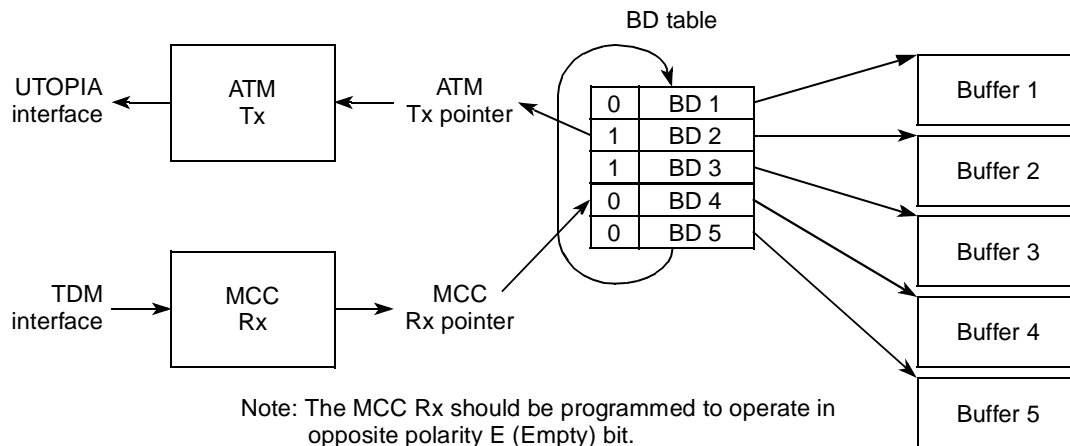 BD table
UTOPIA
interface
ATM
Tx
ATM
Tx pointer
0 BD 1
1 BD 2
1 BD 3
0 BD 4
0 BD 5
Buffer 1
Buffer 2
Buffer 3
Buffer 4
Buffer 5
TDM
interface
MCC
Rx
MCC
Rx pointer
Note: The MCC Rx should be programmed to operate in
opposite polarity E (Empty) bit.